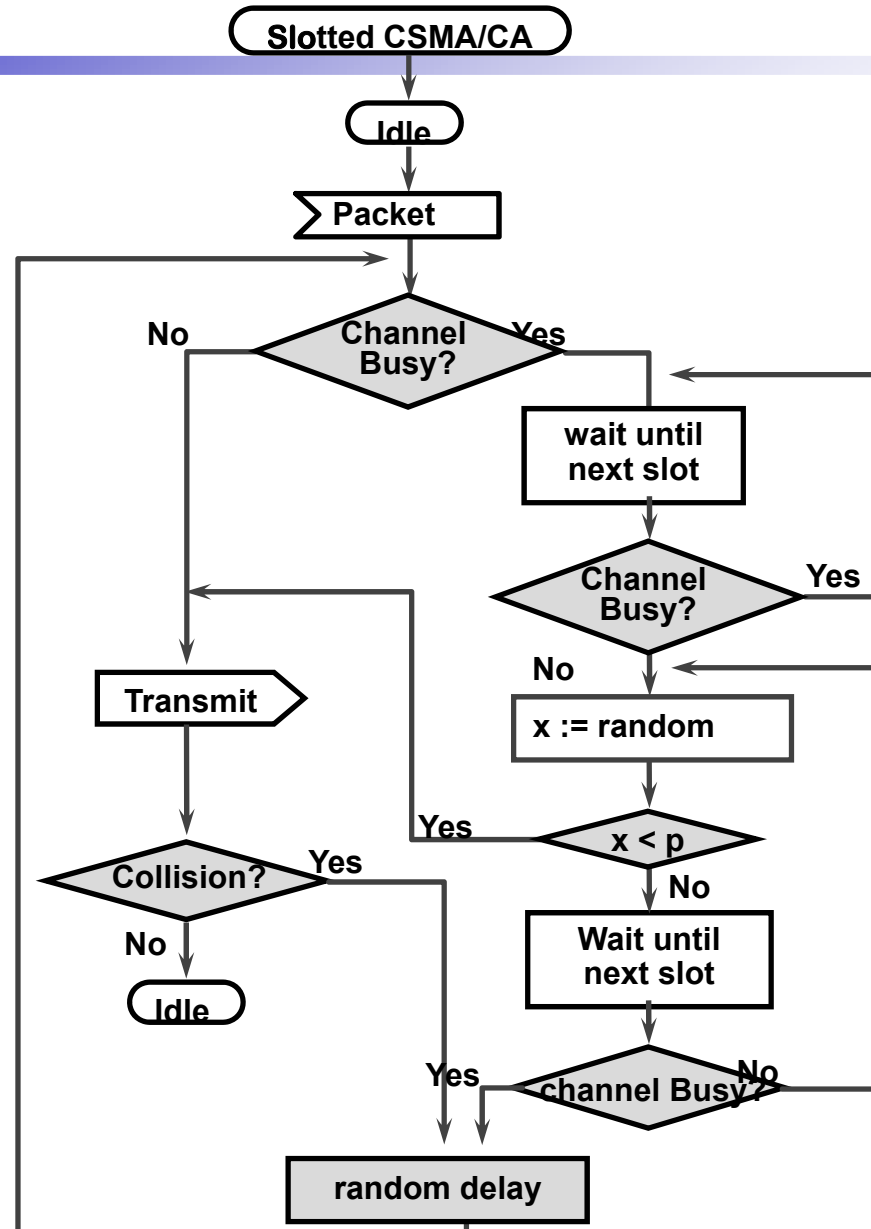 Slotted CSMA/CA
Idle
Packet
No
Channel
Busy?
Yes
wait until
next slot
Channel
Busy?
Yes
No
x := random
Transmit
Yes
x < p
No
Collision?
Yes
No
Idle
Wait until
next slot
Yes
channel Busy?
No
random delay